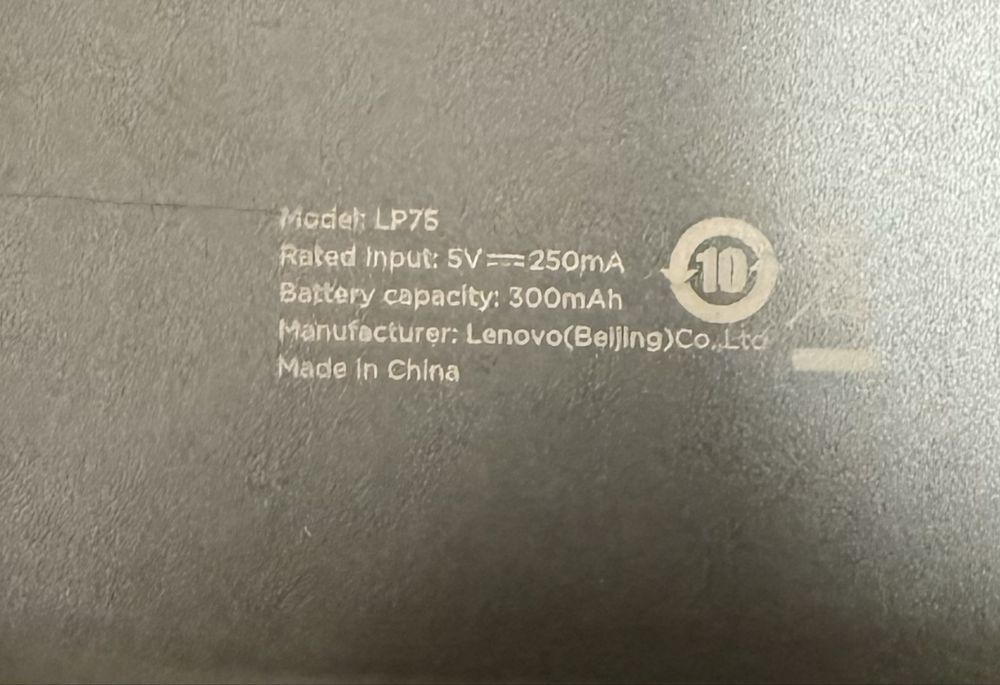 Model: LP75
Rated Input: 5V⎓250mA
Battery capacity: 300mAh
Manufacturer: Lenovo(Beijing)Co.,Ltd
Made in China
10